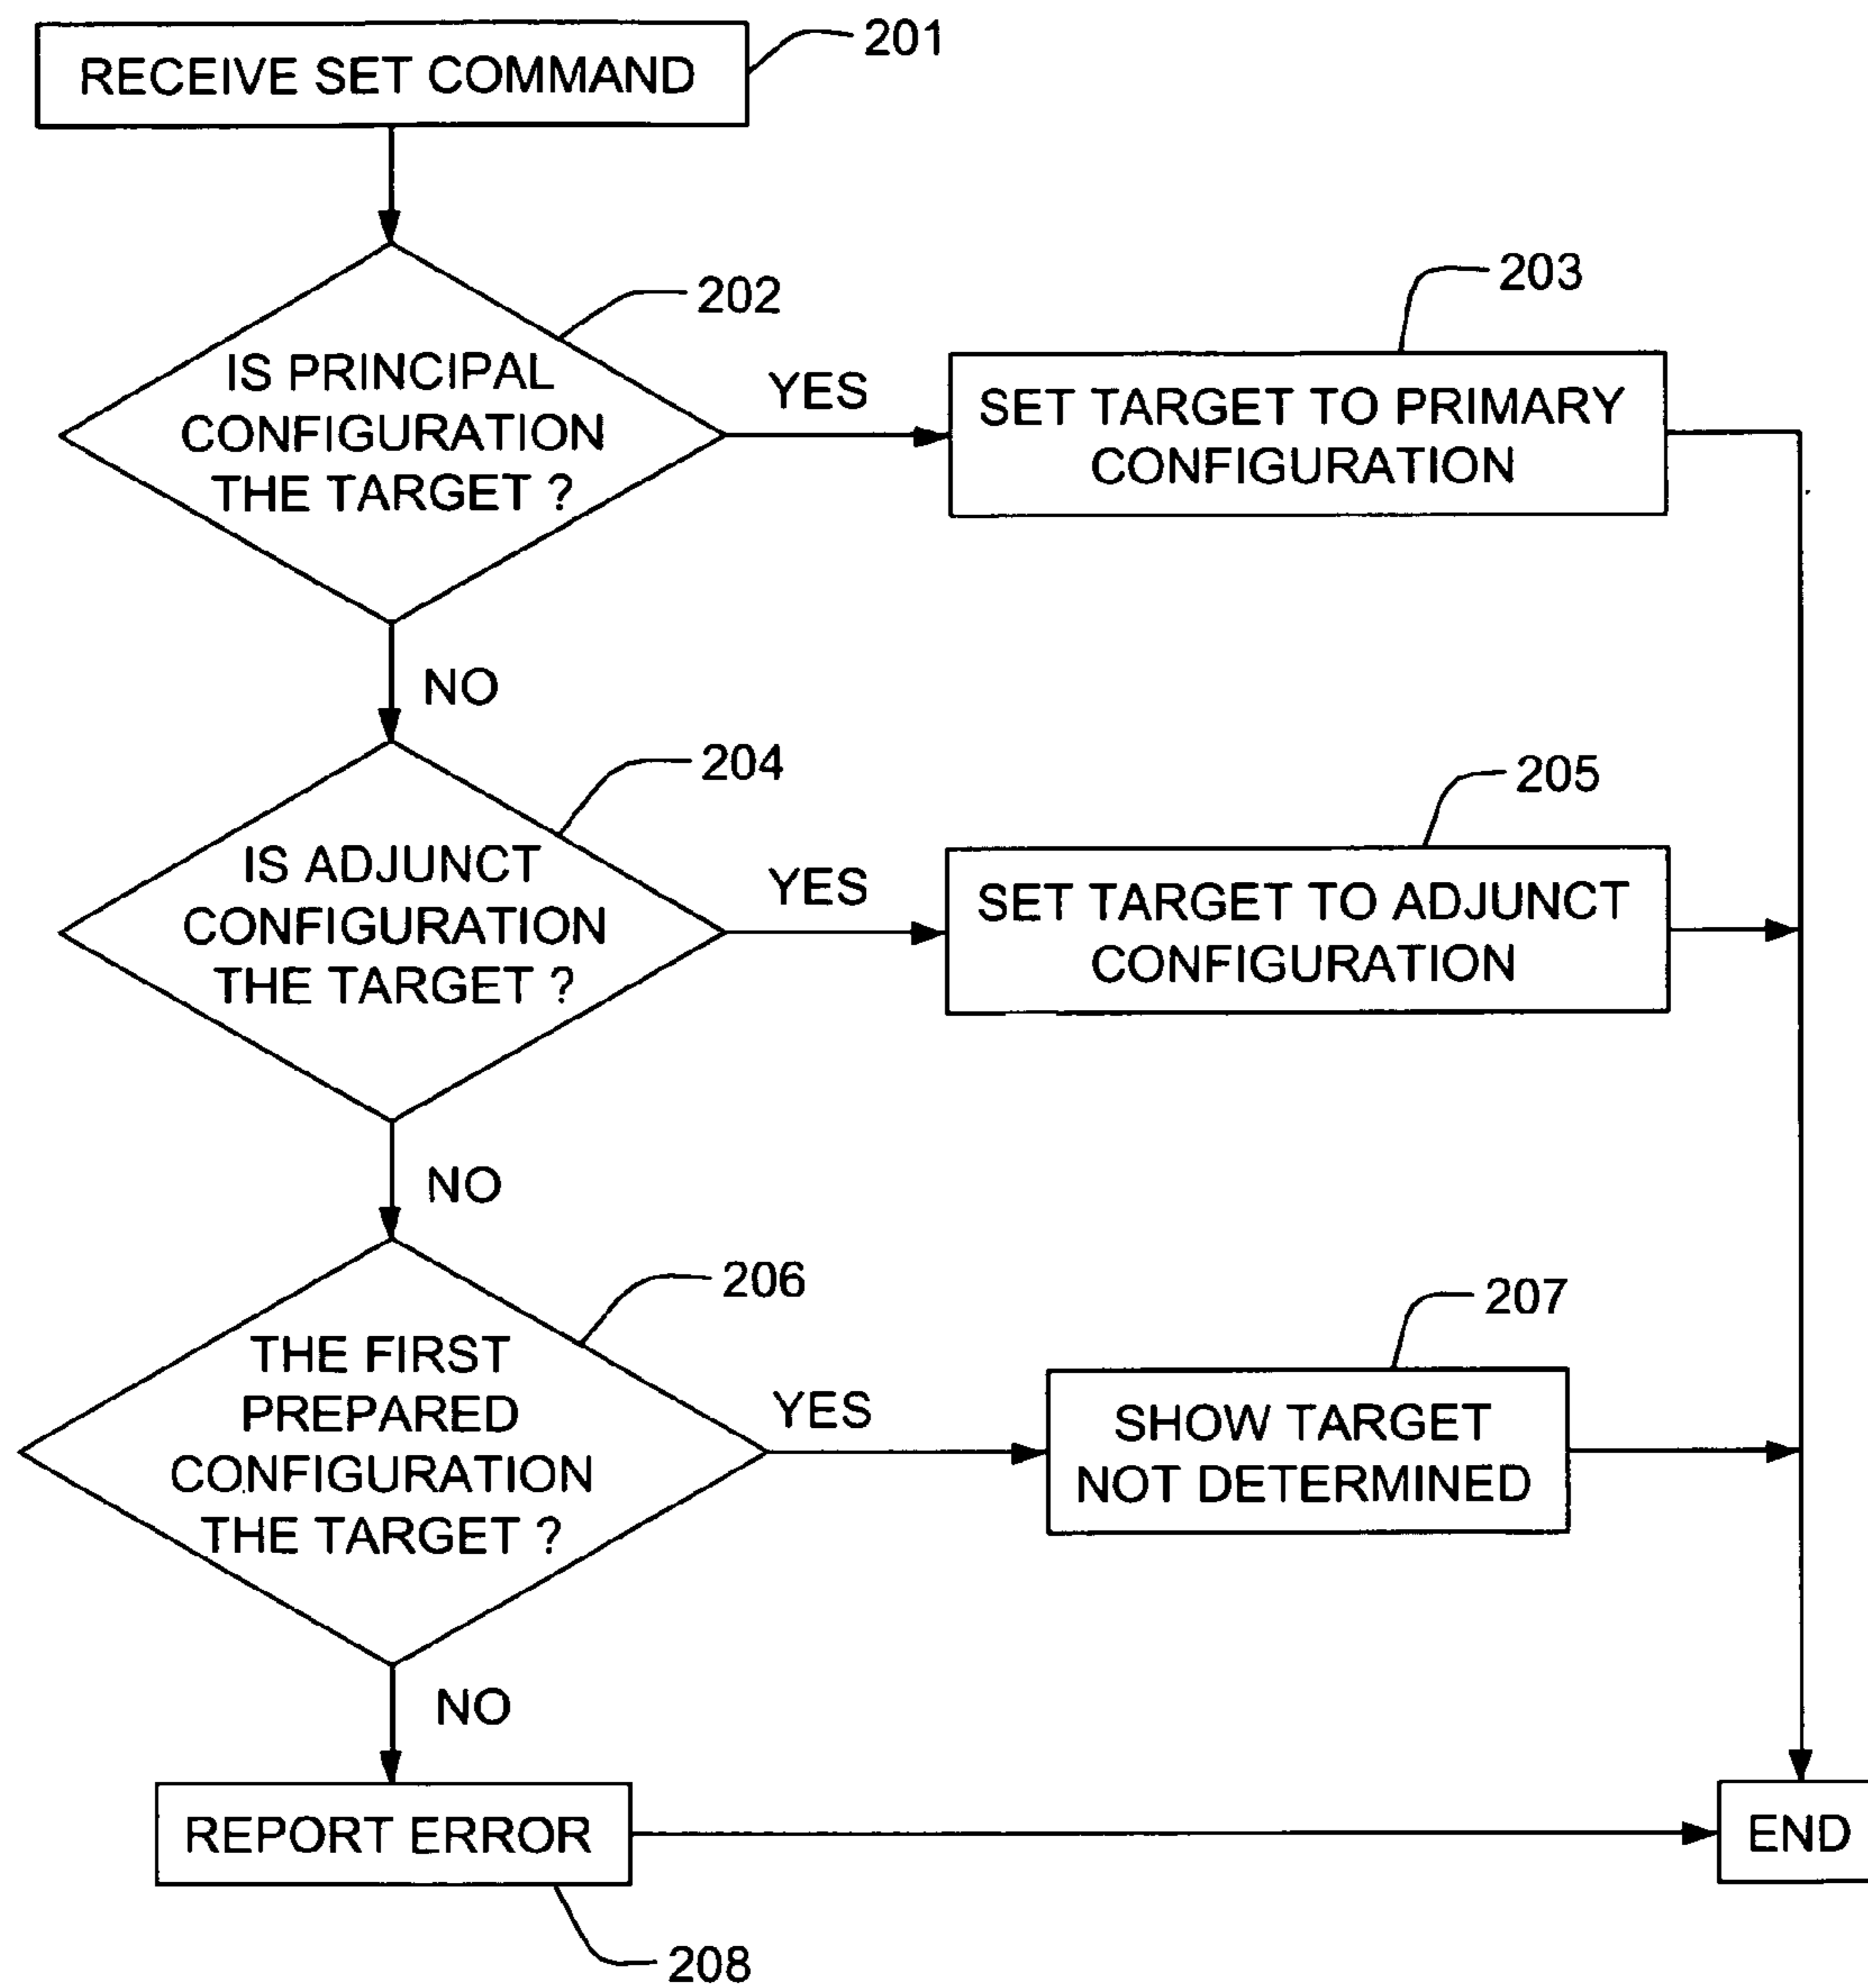 RECEIVE SET COMMAND
201
202
IS PRINCIPAL
CONFIGURATION
THE TARGET ?
YES
203
SET TARGET TO PRIMARY
CONFIGURATION
NO
204
IS ADJUNCT
CONFIGURATION
THE TARGET ?
YES
205
SET TARGET TO ADJUNCT
CONFIGURATION
NO
206
THE FIRST
PREPARED
CONFIGURATION
THE TARGET ?
YES
207
SHOW TARGET
NOT DETERMINED
NO
REPORT ERROR
END
208